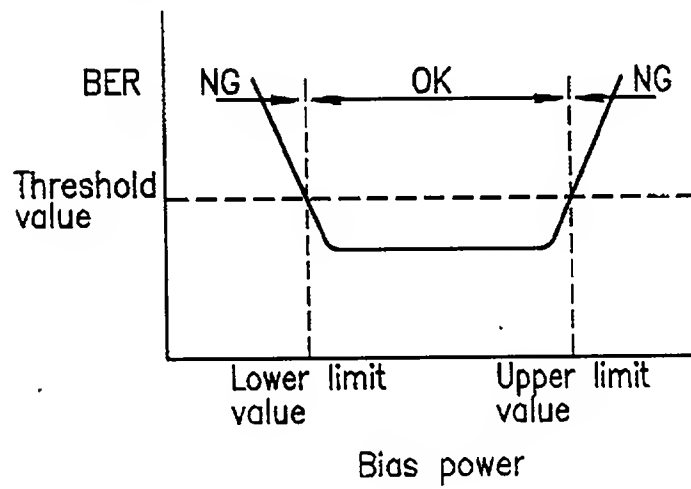 BER
NG
OK
NG
Threshold
value
Lower limit
value
Upper limit
value
Bias power